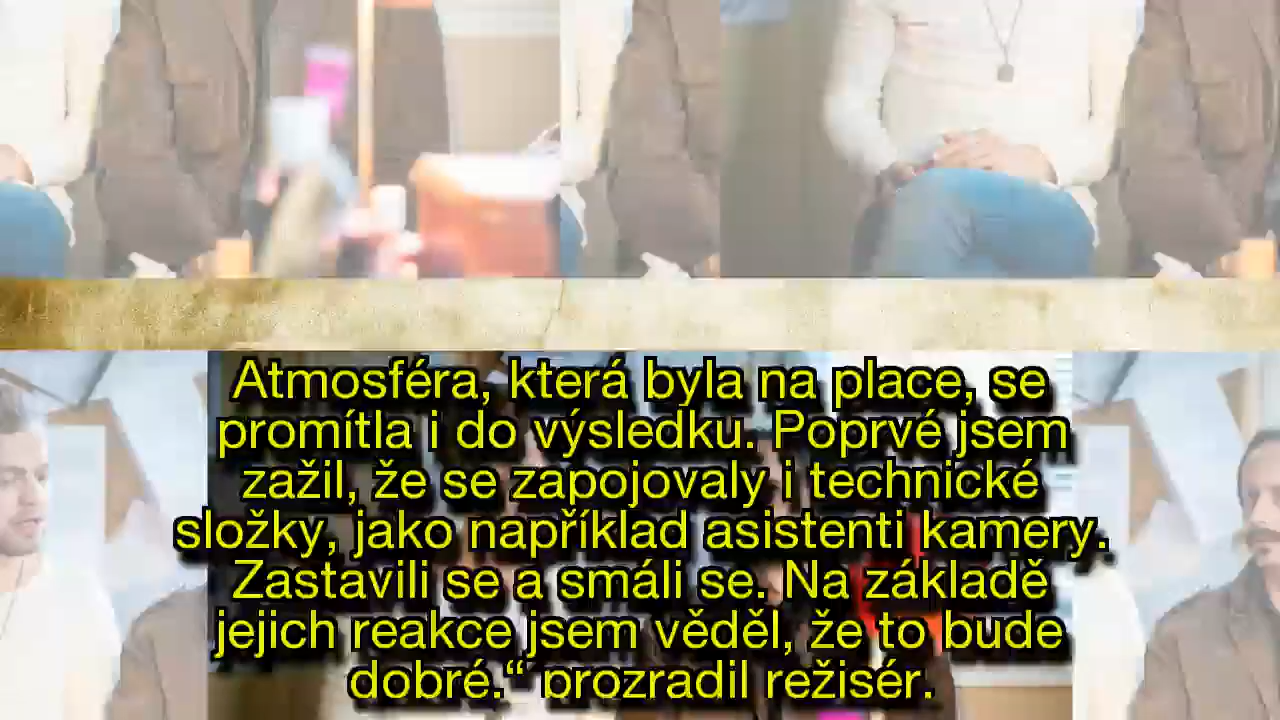 Atmosféra, která byla na place, se
promítla i do výsledku. Poprvé jsem
zažil, že se zapojovaly i technické
složky, jako například asistenti kamery.
Zastavili se a smáli se. Na základě
jejich reakce jsem věděl, že to bude
dobré.“ prozradil režisér.